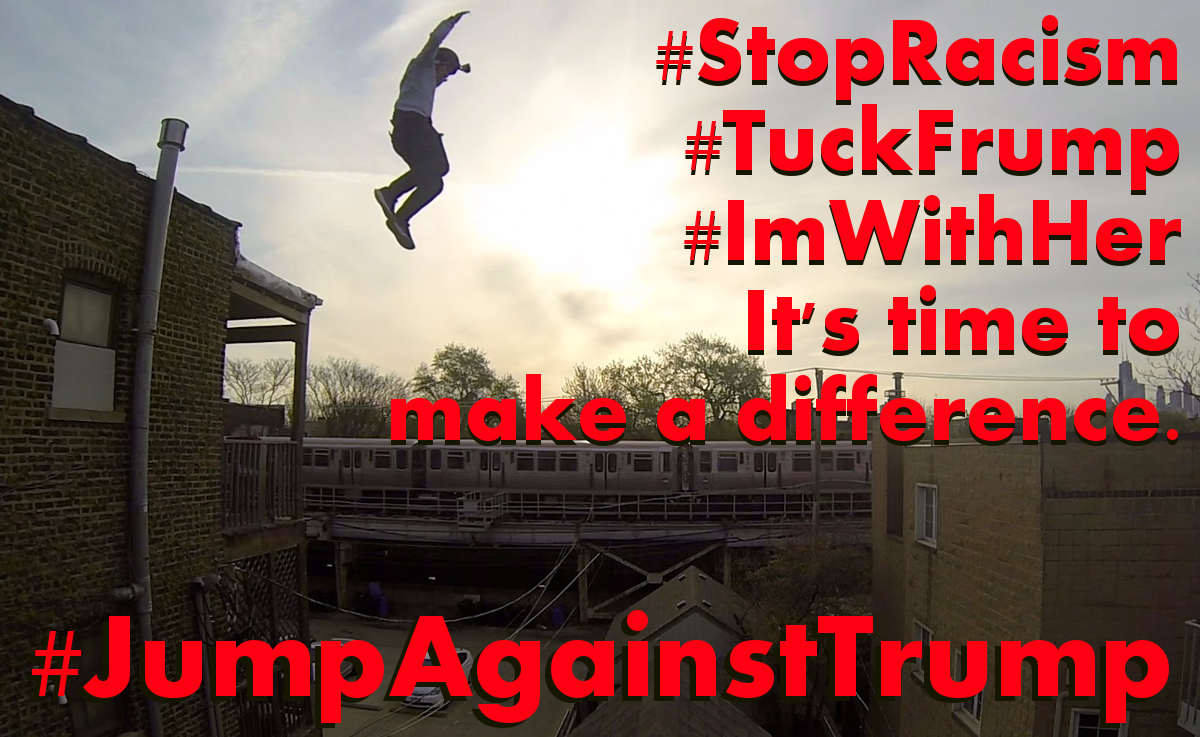 #StopRacism
#TuckFrump
#ImWithHer
It's time to
make a difference.
#JumpAgainstTrump